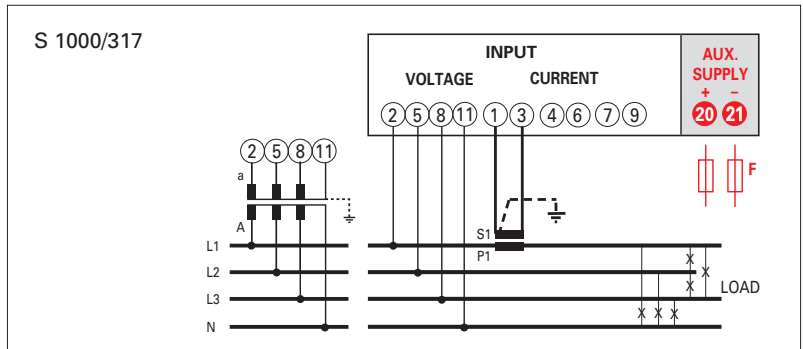 S 1000/317
INPUT
VOLTAGE CURRENT
2 5 8 11 1 3 4 6 7 9
AUX.
SUPPLY
+ –
20 21
F
2 5 8 11
a
A
S1
P1
L1
L2
L3
N
X X
X
X X X
LOAD